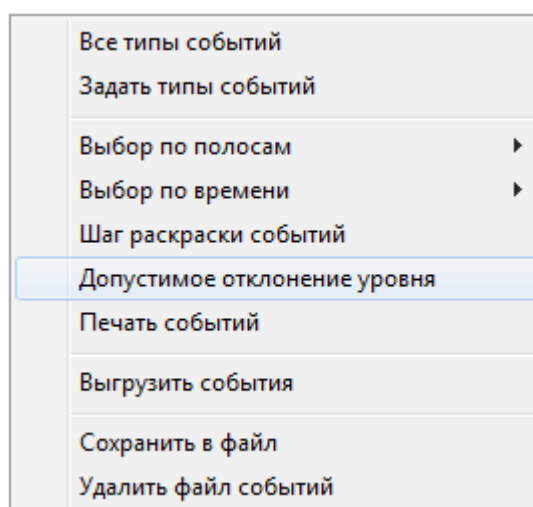 Все типы событий
Задать типы событий
Выбор по полосам
Выбор по времени
Шаг раскраски событий
Допустимое отклонение уровня
Печать событий
Выгрузить события
Сохранить в файл
Удалить файл событий